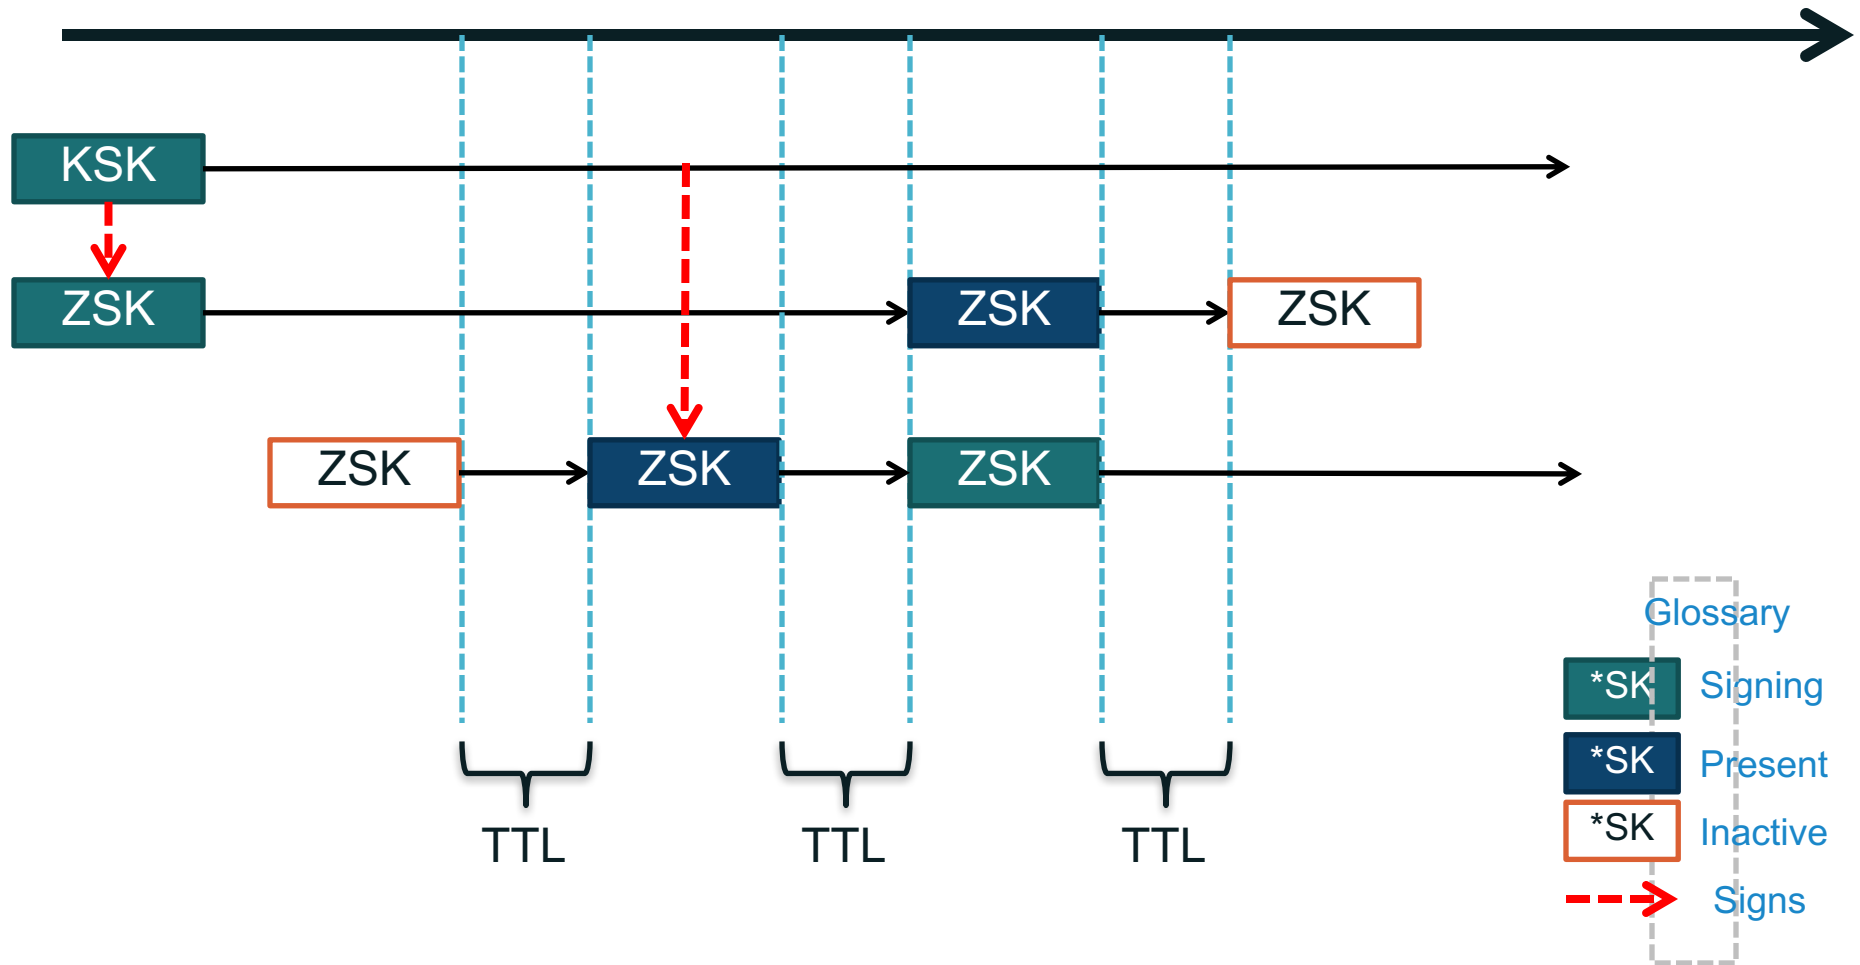 KSK
ZSK
ZSK
ZSK
ZSK
ZSK
ZSK
TTL
TTL
TTL
Glossary
*SK Signing
*SK Present
*SK Inactive
Signs